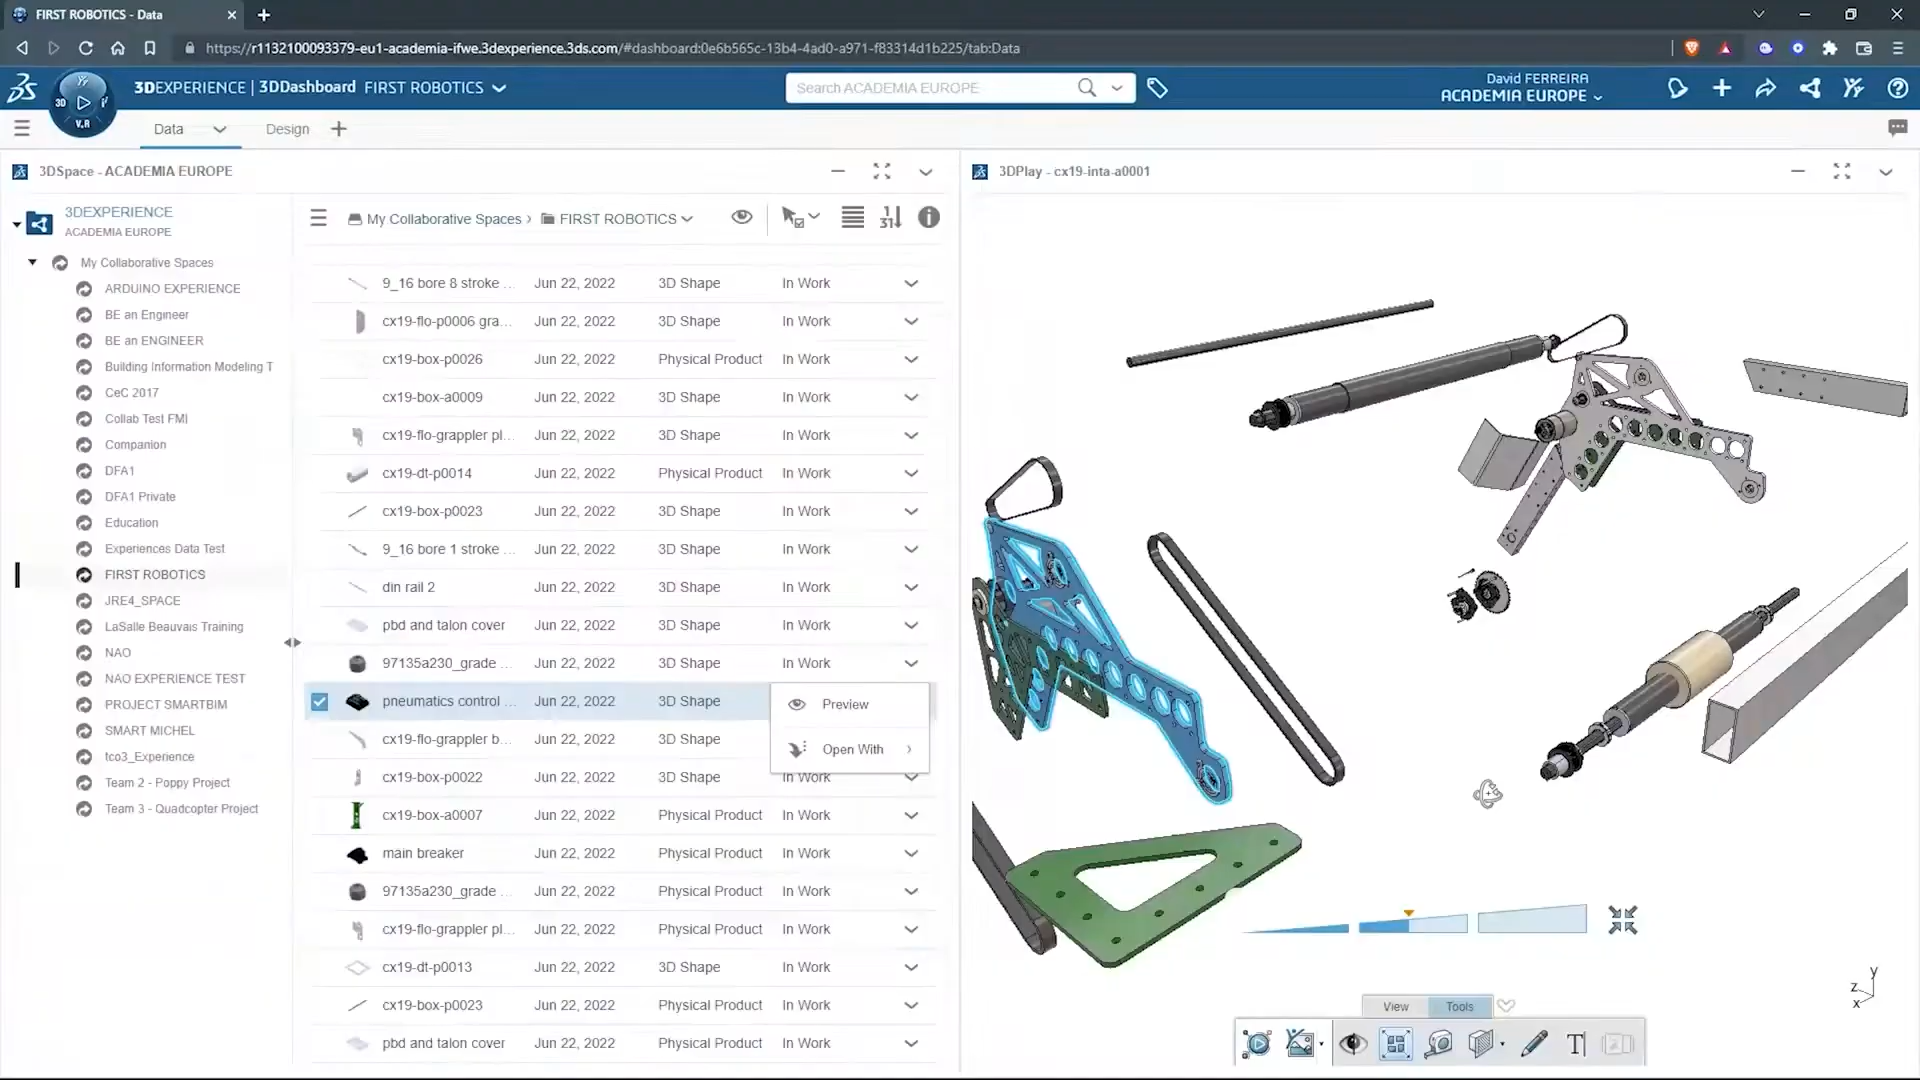 FIRST ROBOTICS - Data
https://r1132100093379-eu1-academia-ifwe.3dexperience.3ds.com/#dashboard:0e6b565c-13b4-4ad0-a971-f83314d1b225/tab:Data
3D
V.R
3DEXPERIENCE | 3DDashboard FIRST ROBOTICS
Search ACADEMIA EUROPE
David FERREIRA
ACADEMIA EUROPE
Data
Design
3DSpace - ACADEMIA EUROPE
3DPlay - cx19-inta-a0001
3DEXPERIENCE
ACADEMIA EUROPE
My Collaborative Spaces
ARDUINO EXPERIENCE
BE an Engineer
BE an ENGINEER
Building Information Modeling T
CeC 2017
Collab Test FMI
Companion
DFA1
DFA1 Private
Education
Experiences Data Test
FIRST ROBOTICS
JRE4_SPACE
LaSalle Beauvais Training
NAO
NAO EXPERIENCE TEST
PROJECT SMARTBIM
SMART MICHEL
tco3_Experience
Team 2 - Poppy Project
Team 3 - Quadcopter Project
My Collaborative Spaces › FIRST ROBOTICS
9_16 bore 8 stroke ... Jun 22, 2022 3D Shape In Work
cx19-flo-p0006 gra... Jun 22, 2022 3D Shape In Work
cx19-box-p0026 Jun 22, 2022 Physical Product In Work
cx19-box-a0009 Jun 22, 2022 3D Shape In Work
cx19-flo-grappler pl... Jun 22, 2022 3D Shape In Work
cx19-dt-p0014 Jun 22, 2022 Physical Product In Work
cx19-box-p0023 Jun 22, 2022 3D Shape In Work
9_16 bore 1 stroke ... Jun 22, 2022 3D Shape In Work
din rail 2 Jun 22, 2022 3D Shape In Work
pbd and talon cover Jun 22, 2022 3D Shape In Work
97135a230_grade ... Jun 22, 2022 3D Shape In Work
pneumatics control ... Jun 22, 2022 3D Shape
cx19-flo-grappler b... Jun 22, 2022 3D Shape
cx19-box-p0022 Jun 22, 2022 3D Shape In Work
cx19-box-a0007 Jun 22, 2022 Physical Product In Work
main breaker Jun 22, 2022 Physical Product In Work
97135a230_grade ... Jun 22, 2022 Physical Product In Work
cx19-flo-grappler pl... Jun 22, 2022 Physical Product In Work
cx19-dt-p0013 Jun 22, 2022 3D Shape In Work
cx19-box-p0023 Jun 22, 2022 Physical Product In Work
pbd and talon cover Jun 22, 2022 Physical Product In Work
Preview
Open With
y
z
x
View
Tools